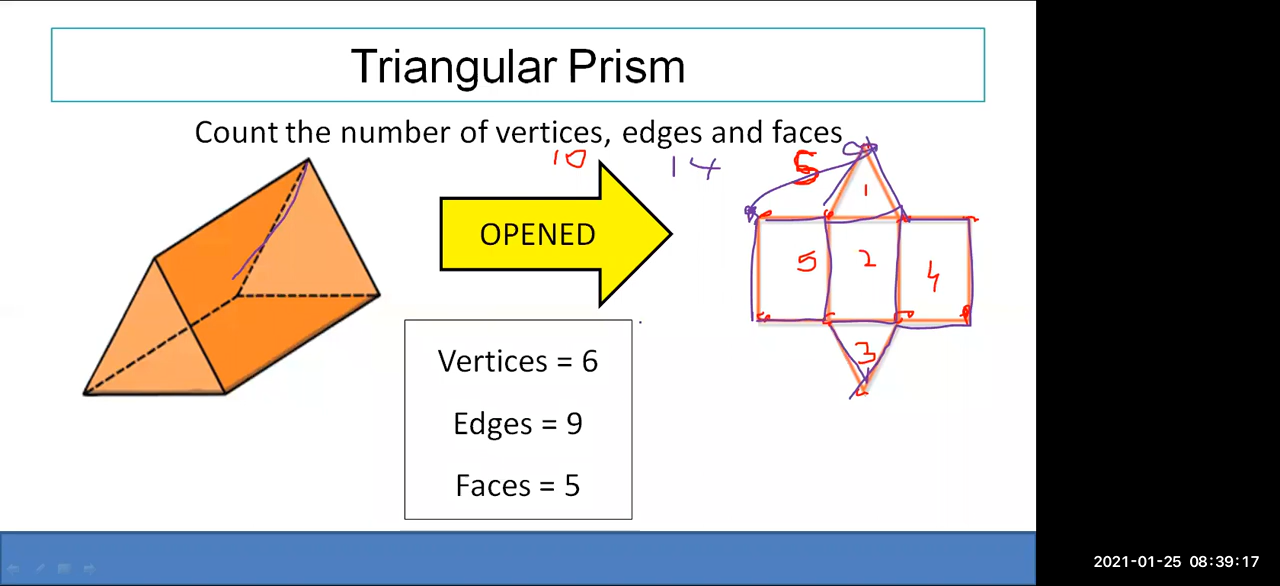 Triangular Prism
Count the number of vertices, edges and faces
10 14 5
OPENED
1
5 2 4
3
Vertices = 6
Edges = 9
Faces = 5
2021-01-25 08:39:17